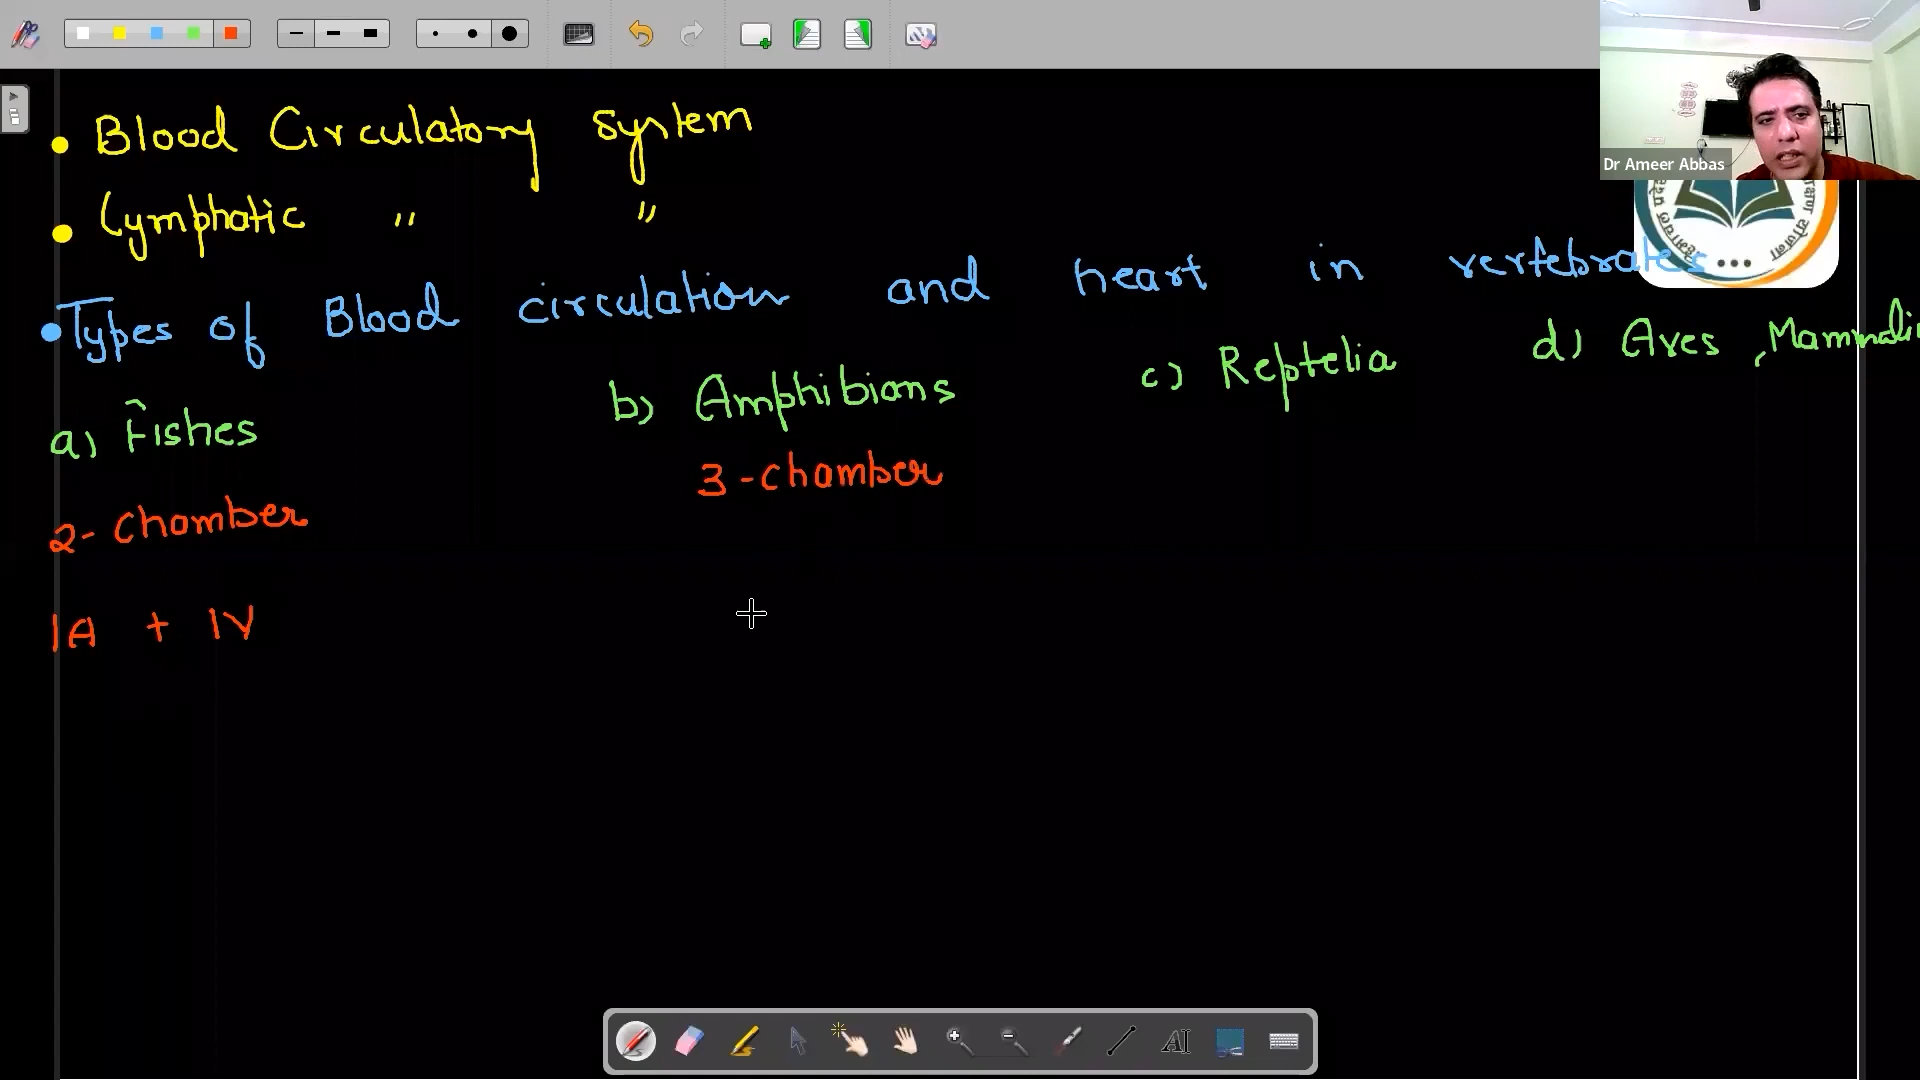 Dr Ameer Abbas
• Blood Circulatory system
• Lymphatic " "
• Types of Blood circulation and heart in vertebrates
a) Fishes b) Amphibians c) Reptelia d) Aves, Mammali
2- Chamber 3-chamber
1A + 1V